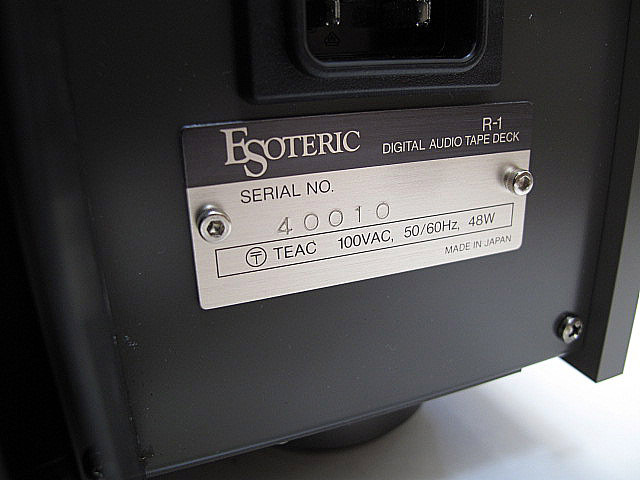 ESOTERIC
R-1
DIGITAL AUDIO TAPE DECK
SERIAL NO.
40010
T TEAC 100VAC, 50/60Hz, 48W
MADE IN JAPAN